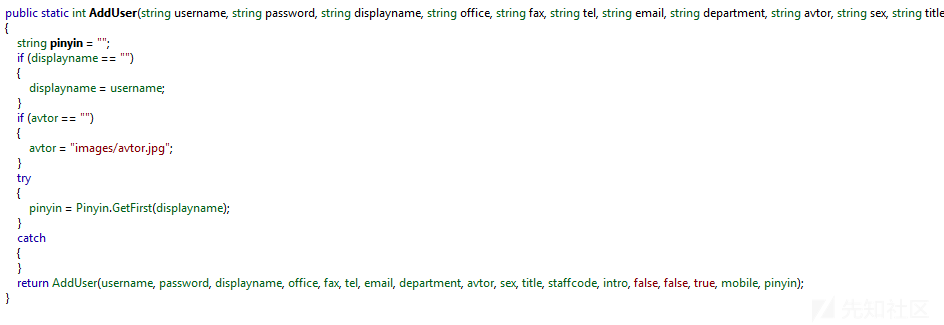 public static int AddUser(string username, string password, string displayname, string office, string fax, string tel, string email, string department, string avtor, string sex, string title
{
string pinyin = "";
if (displayname == "")
{
displayname = username;
}
if (avtor == "")
{
avtor = "images/avtor.jpg";
}
try
{
pinyin = Pinyin.GetFirst(displayname);
}
catch
{
}
return AddUser(username, password, displayname, office, fax, tel, email, department, avtor, sex, title, staffcode, intro, false, false, true, mobile, pinyin);
}
先知社区